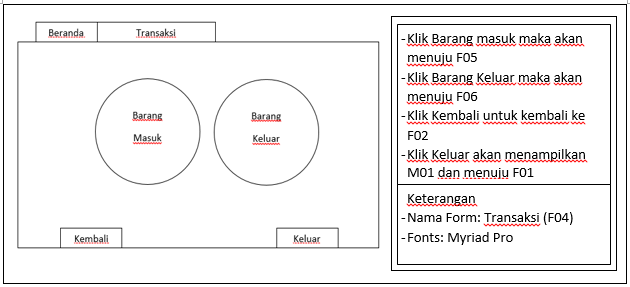 Beranda Transaksi
Barang
Masuk
Barang
Keluar
Kembali Keluar
-Klik Barang masuk maka akan
menuju F05
-Klik Barang Keluar maka akan
menuju F06
-Klik Kembali untuk kembali ke
F02
-Klik Keluar akan menampilkan
M01 dan menuju F01
Keterangan
-Nama Form: Transaksi (F04)
-Fonts: Myriad Pro